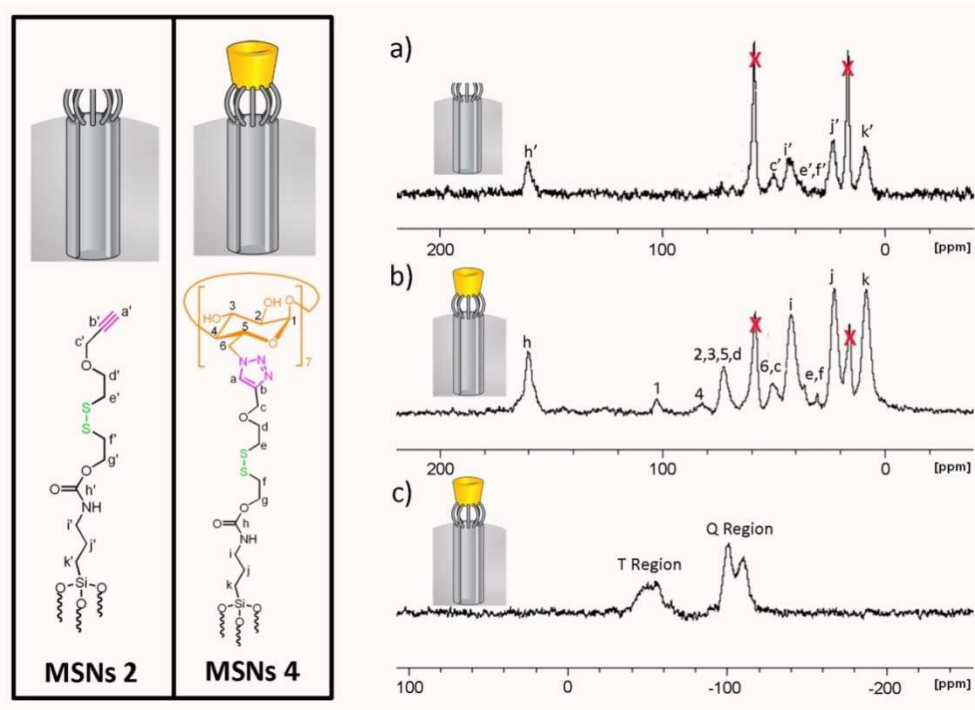 a)
X
X
h'
c'
i'
e',f'
j'
k'
200
100
0
[ppm]
b)
h
1
4
2,3,5,d
X
6,c
i
e,f
j
X
k
200
100
0
[ppm]
c)
T Region
Q Region
100
0
-100
-200
[ppm]
b'
a'
c'
O
d'
e'
S
S
f'
g'
O
O
h'
NH
i'
j'
k'
Si
O
O
O
MSNs 2
3
OH
O
HO
2
1
4
5
O
6
7
N
N
N
a
b
c
O
d
e
S
S
f
g
O
O
h
NH
i
j
k
Si
O
O
O
MSNs 4